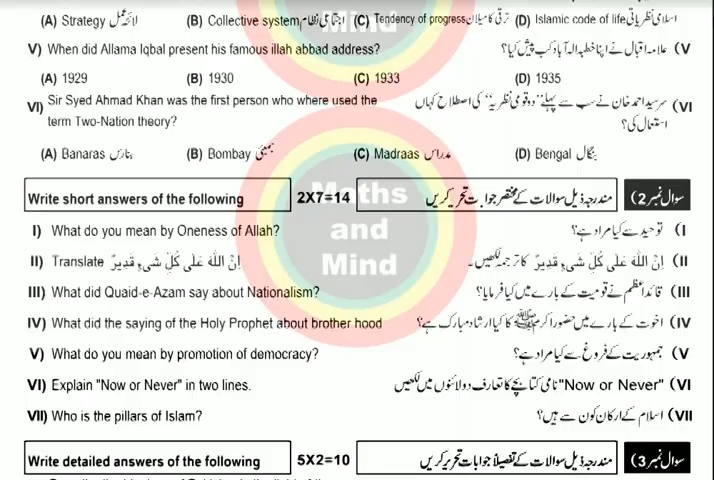 (A) Strategy لائحہ عمل (B) Collective system اجتماعی نظام (C) Tendency of progress ترقی کا میلان (D) Islamic code of life اسلامی نظریاتی
V) When did Allama Iqbal present his famous illah abbad address? علامہ اقبال نے اپنا خطبہ الہ آباد کب پیش کیا؟ (V
(A) 1929 (B) 1930 (C) 1933 (D) 1935
VI) Sir Syed Ahmad Khan was the first person who where used the سرسید احمد خان نے سب سے پہلے "دو قومی نظریہ" کی اصطلاح کہاں (VI
term Two-Nation theory? استعمال کی؟
(A) Banaras بنارس (B) Bombay بمبئی (C) Madraas مدراس (D) Bengal بنگال
Write short answers of the following 2X7=14 مندرجہ ذیل سوالات کے مختصر جوابات تحریر کریں سوال نمبر 2)
I) What do you mean by Oneness of Allah? توحید سے کیا مراد ہے؟ (I
II) Translate اِنَّ اللّٰهَ عَلٰی كُلِّ شَیءٍ قَدِیرٌ اِنَّ اللّٰهَ عَلٰی كُلِّ شَیءٍ قَدِیرٌ کا ترجمہ لکھیں۔ (II
III) What did Quaid-e-Azam say about Nationalism? قائداعظم نے قومیت کے بارے میں کیا فرمایا؟ (III
IV) What did the saying of the Holy Prophet about brother hood اخوت کے بارے میں حضور اکرم ﷺ کا کیا ارشاد مبارک ہے؟ (IV
V) What do you mean by promotion of democracy? جمہوریت کے فروغ سے کیا مراد ہے؟ (V
VI) Explain "Now or Never" in two lines. "Now or Never" نامی کتابچے کا تعارف دو لائنوں میں لکھیں (VI
VII) Who is the pillars of Islam? اسلام کے ارکان کون سے ہیں؟ (VII
Write detailed answers of the following 5X2=10 مندرجہ ذیل سوالات کے تفصیلاً جوابات تحریر کریں سوال نمبر 3)
Mind
Maths
and
Mind